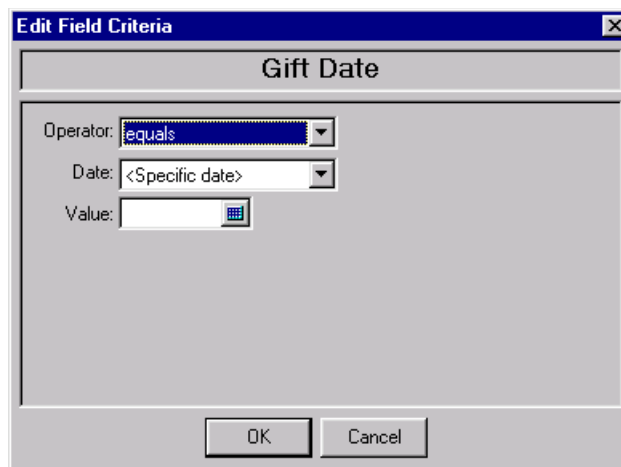 Edit Field Criteria
Gift Date
Operator: equals
Date: <Specific date>
Value:
OK Cancel